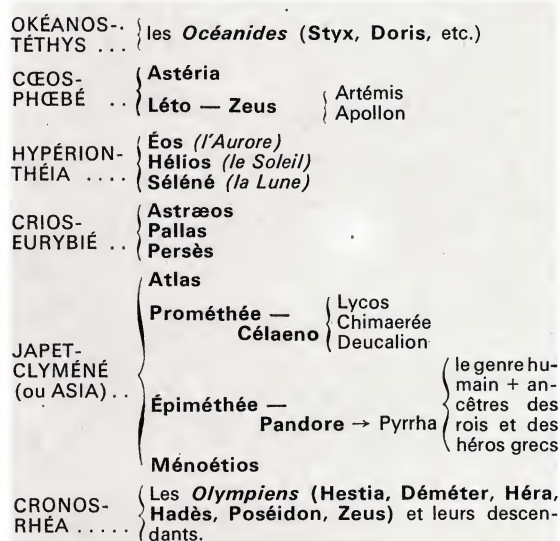 OKÉANOS-. les Océanides (Styx, Doris, etc.)
TÉTHYS ...
CŒOS- Astéria
PHŒBÉ .. Léto — Zeus Artémis
Apollon
HYPÉRION- Éos (l'Aurore)
THÉIA .... Hélios (le Soleil)
Séléné (la Lune)
CRIOS- Astræos
EURYBIÉ .. Pallas
Persès
Atlas
Prométhée — Lycos
Célaeno Chimaerée
Deucalion
JAPET-
CLYMÉNÉ
(ou ASIA) ..
Épiméthée —
Pandore → Pyrrha
le genre hu-
main + an-
cêtres des
rois et des
héros grecs
Ménoétios
CRONOS- Les Olympiens (Hestia, Déméter, Héra,
RHÉA ..... Hadès, Poséidon, Zeus) et leurs descen-
dants.